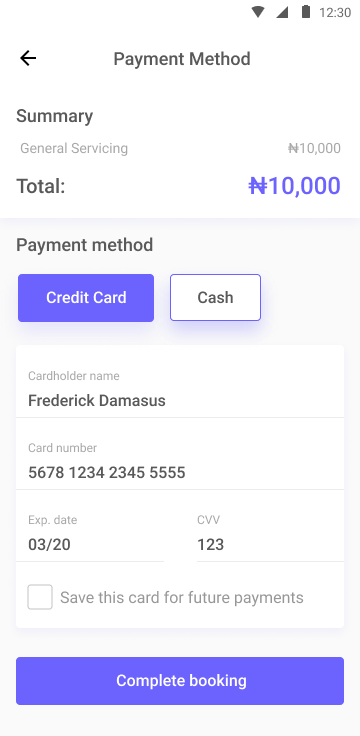 12:30
Payment Method
Summary
General Servicing ₦10,000
Total: ₦10,000
Payment method
Credit Card Cash
Cardholder name
Frederick Damasus
Card number
5678 1234 2345 5555
Exp. date CVV
03/20 123
Save this card for future payments
Complete booking